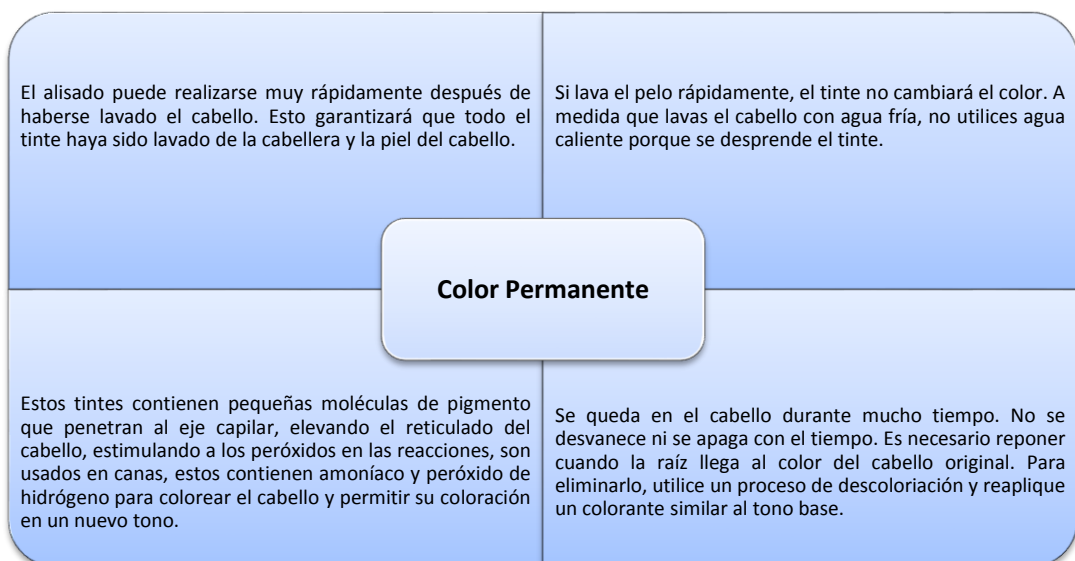 El alisado puede realizarse muy rápidamente después de
haberse lavado el cabello. Esto garantizará que todo el
tinte haya sido lavado de la cabellera y la piel del cabello.
Si lava el pelo rápidamente, el tinte no cambiará el color. A
medida que lavas el cabello con agua fría, no utilices agua
caliente porque se desprende el tinte.
Color Permanente
Estos tintes contienen pequeñas moléculas de pigmento
que penetran al eje capilar, elevando el reticulado del
cabello, estimulando a los peróxidos en las reacciones, son
usados en canas, estos contienen amoníaco y peróxido de
hidrógeno para colorear el cabello y permitir su coloración
en un nuevo tono.
Se queda en el cabello durante mucho tiempo. No se
desvanece ni se apaga con el tiempo. Es necesario reponer
cuando la raíz llega al color del cabello original. Para
eliminarlo, utilice un proceso de descoloriación y reaplique
un colorante similar al tono base.